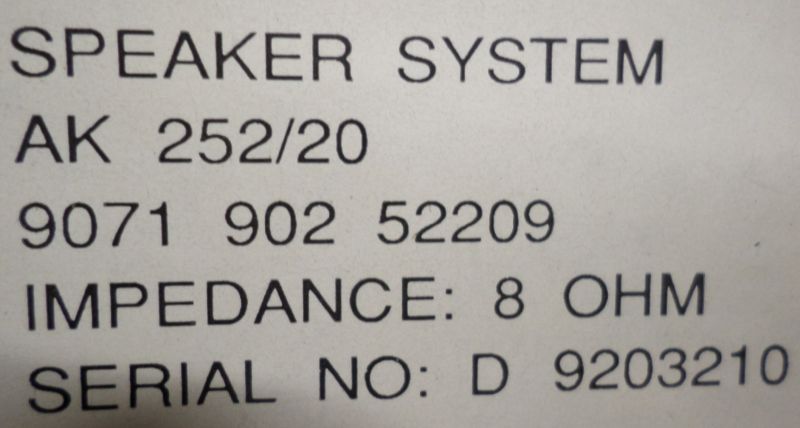 SPEAKER SYSTEM
AK 252/20
9071 902 52209
IMPEDANCE: 8 OHM
SERIAL NO: D 9203210